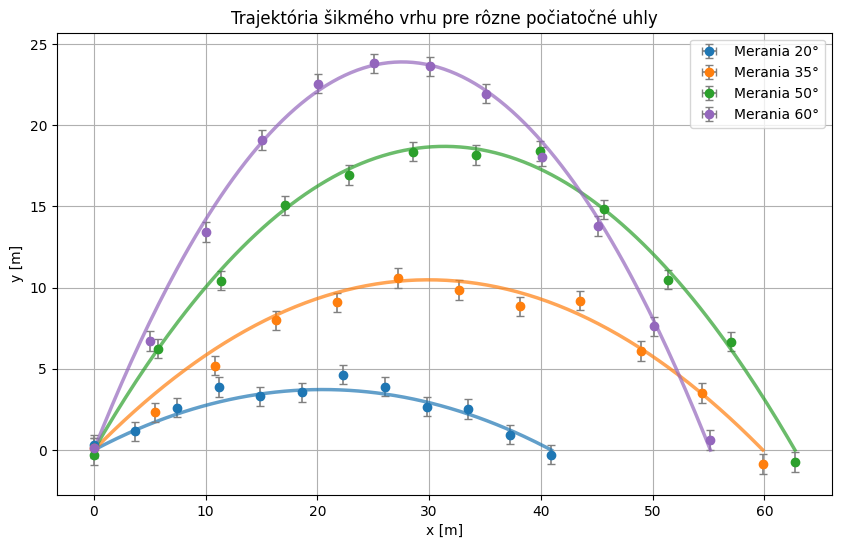 Trajektória šikmého vrhu pre rôzne počiatočné uhly
Merania 20°
Merania 35°
Merania 50°
Merania 60°
y [m]
25
20
15
10
5
0
0 10 20 30 40 50 60
x [m]